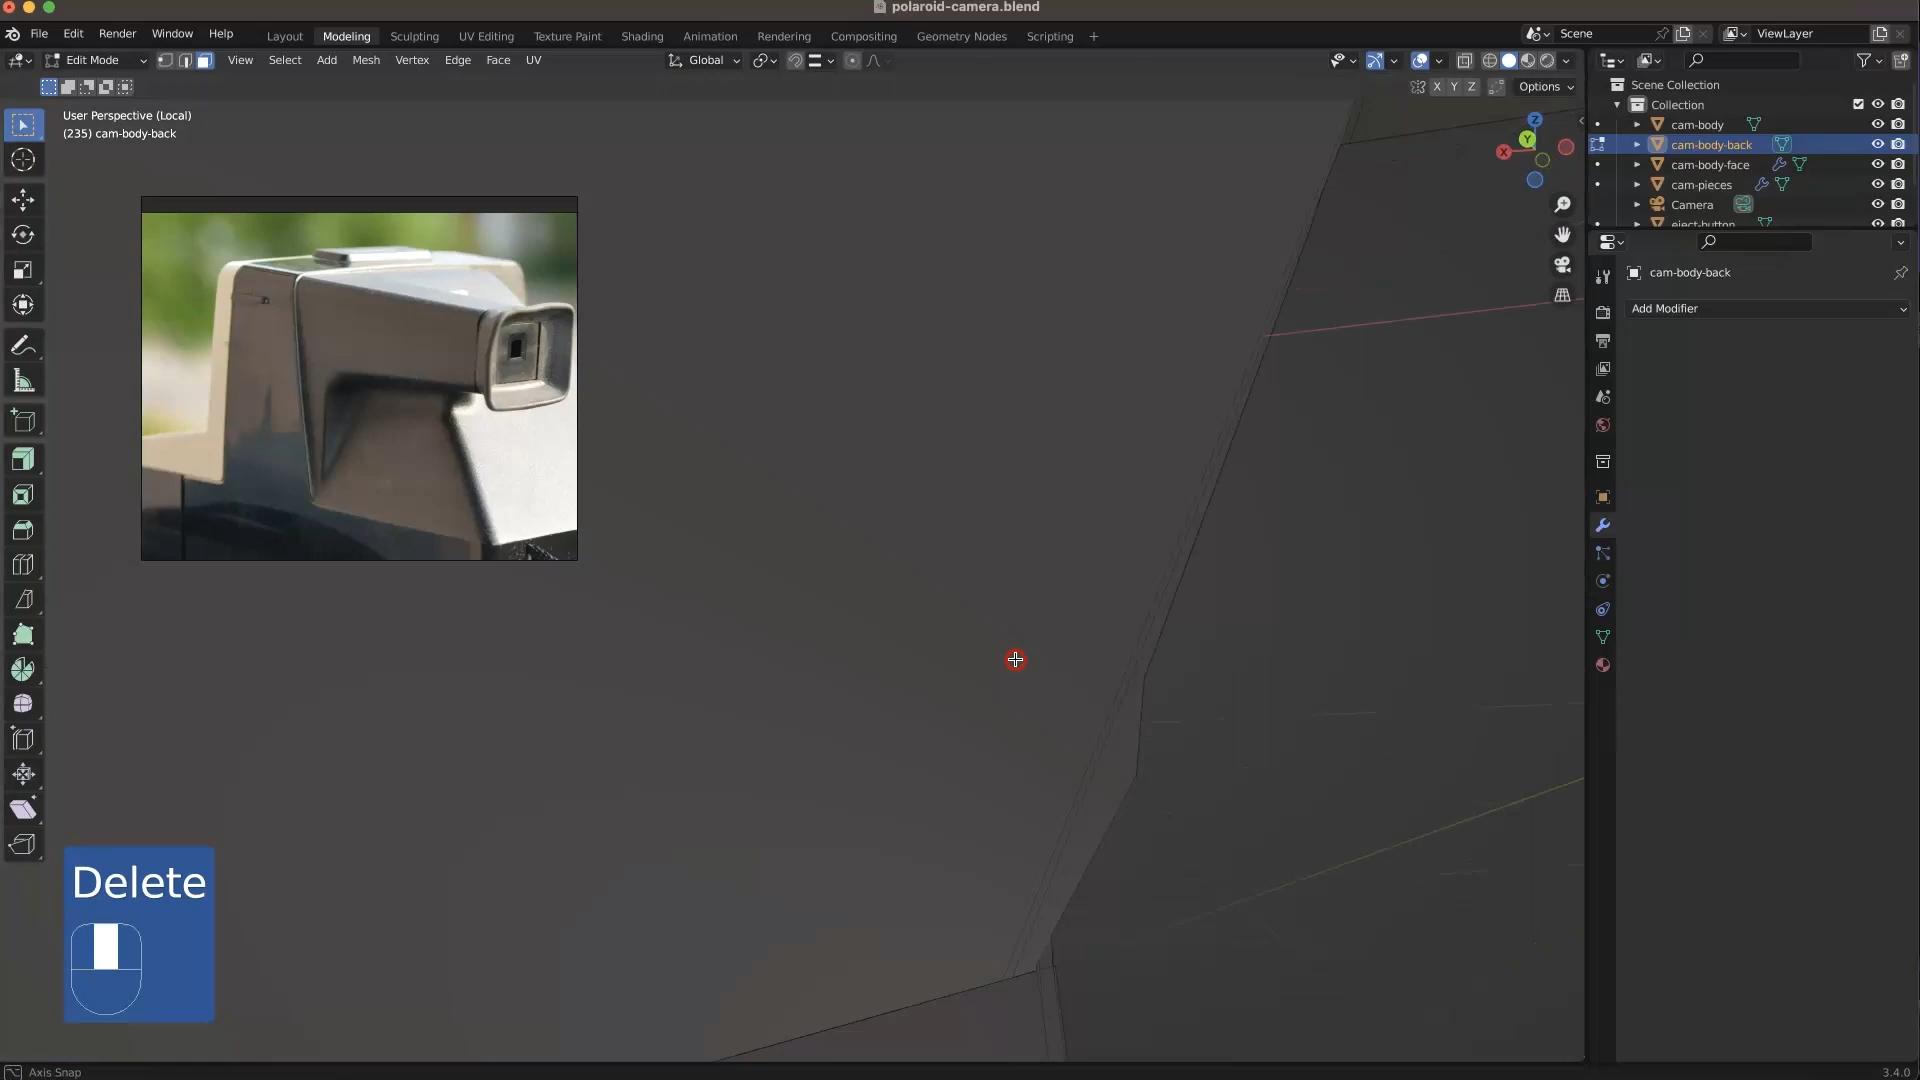 polaroid-camera.blend
File Edit Render Window Help Layout Modeling Sculpting UV Editing Texture Paint Shading Animation Rendering Compositing Geometry Nodes Scripting + Scene ViewLayer
Edit Mode View Select Add Mesh Vertex Edge Face UV Global
X Y Z Options
User Perspective (Local)
(235) cam-body-back
Scene Collection
Collection
cam-body
cam-body-back
cam-body-face
cam-pieces
Camera
eject-button
Z
Y
X
cam-body-back
Add Modifier
Delete
Axis Snap
3.4.0